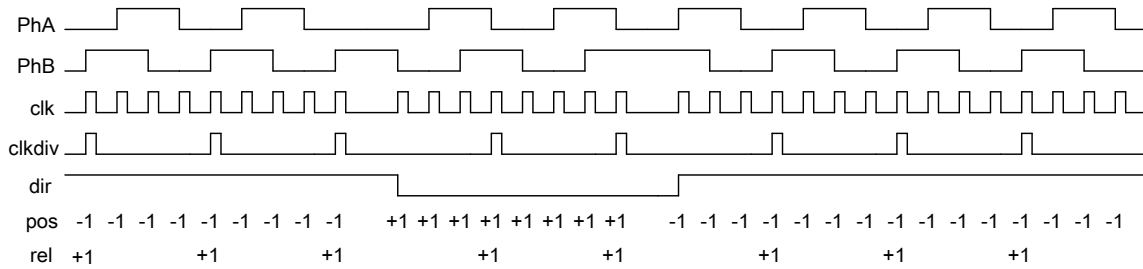 PhA
PhB
clk
clkdiv
dir
pos -1 -1 -1 -1 -1 -1 -1 -1 -1 +1 +1 +1 +1 +1 +1 +1 +1 -1 -1 -1 -1 -1 -1 -1 -1 -1 -1 -1 -1 -1 -1 -1
rel +1 +1 +1 +1 +1 +1 +1 +1